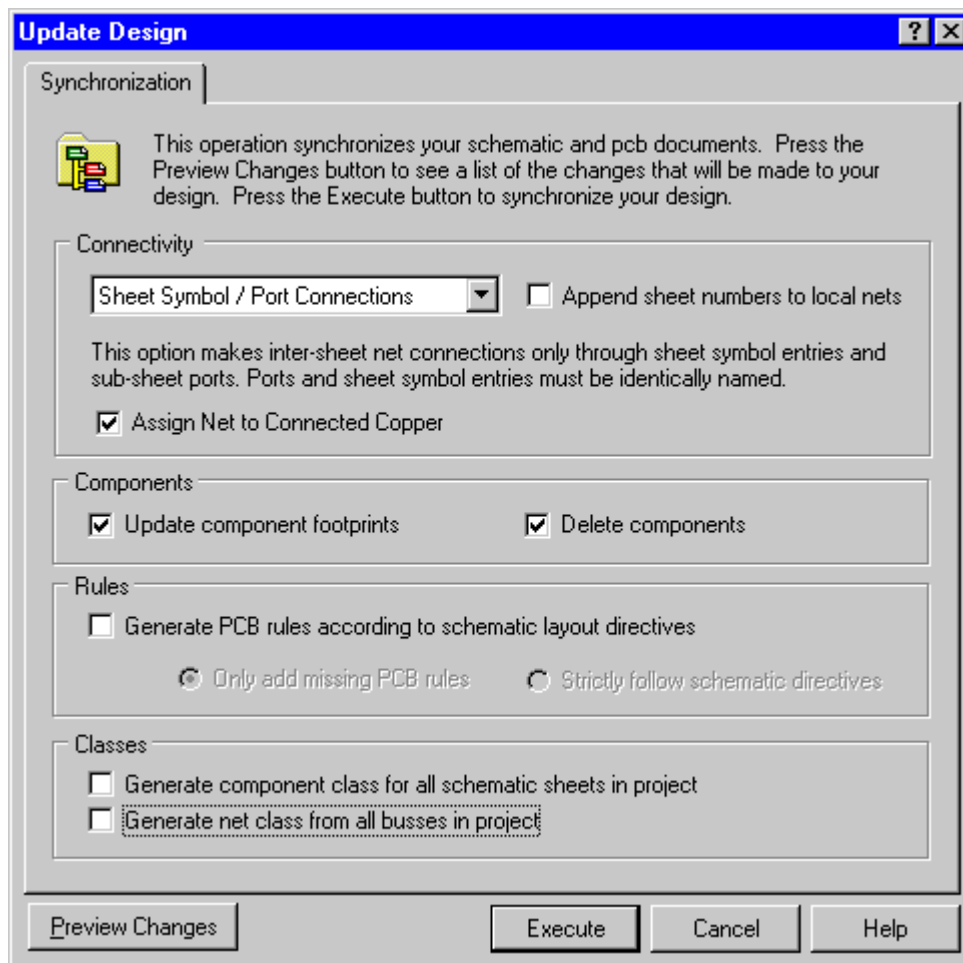 Update Design
Synchronization
This operation synchronizes your schematic and pcb documents. Press the
Preview Changes button to see a list of the changes that will be made to your
design. Press the Execute button to synchronize your design.
Connectivity
Sheet Symbol / Port Connections
Append sheet numbers to local nets
This option makes inter-sheet net connections only through sheet symbol entries and
sub-sheet ports. Ports and sheet symbol entries must be identically named.
Assign Net to Connected Copper
Components
Update component footprints
Delete components
Rules
Generate PCB rules according to schematic layout directives
Only add missing PCB rules
Strictly follow schematic directives
Classes
Generate component class for all schematic sheets in project
Generate net class from all busses in project
Preview Changes
Execute
Cancel
Help